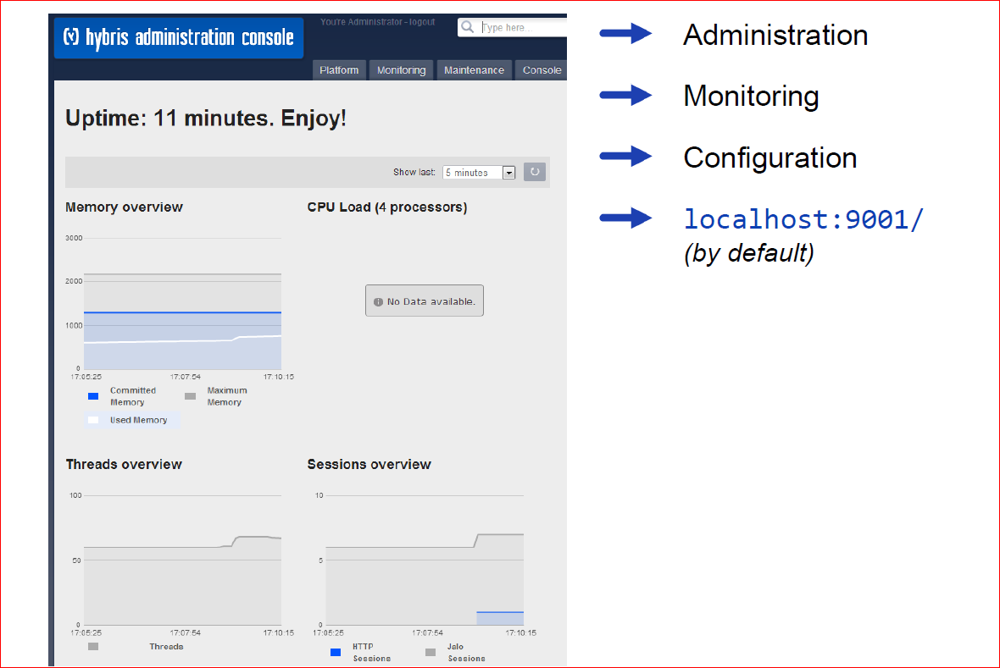 (y) hybris administration console
You're Administrator - logout
Type here...
Platform
Monitoring
Maintenance
Console
Uptime: 11 minutes. Enjoy!
Show last: 5 minutes
Memory overview
3000
2000
1000
0
17:05:25 17:07:54 17:10:15
Committed Memory
Maximum Memory
Used Memory
CPU Load (4 processors)
No Data available.
Threads overview
100
50
0
17:05:25 17:07:54 17:10:15
Threads
Sessions overview
10
5
0
17:05:25 17:07:54 17:10:15
HTTP Sessions
Jalo Sessions
Administration
Monitoring
Configuration
localhost:9001/
(by default)